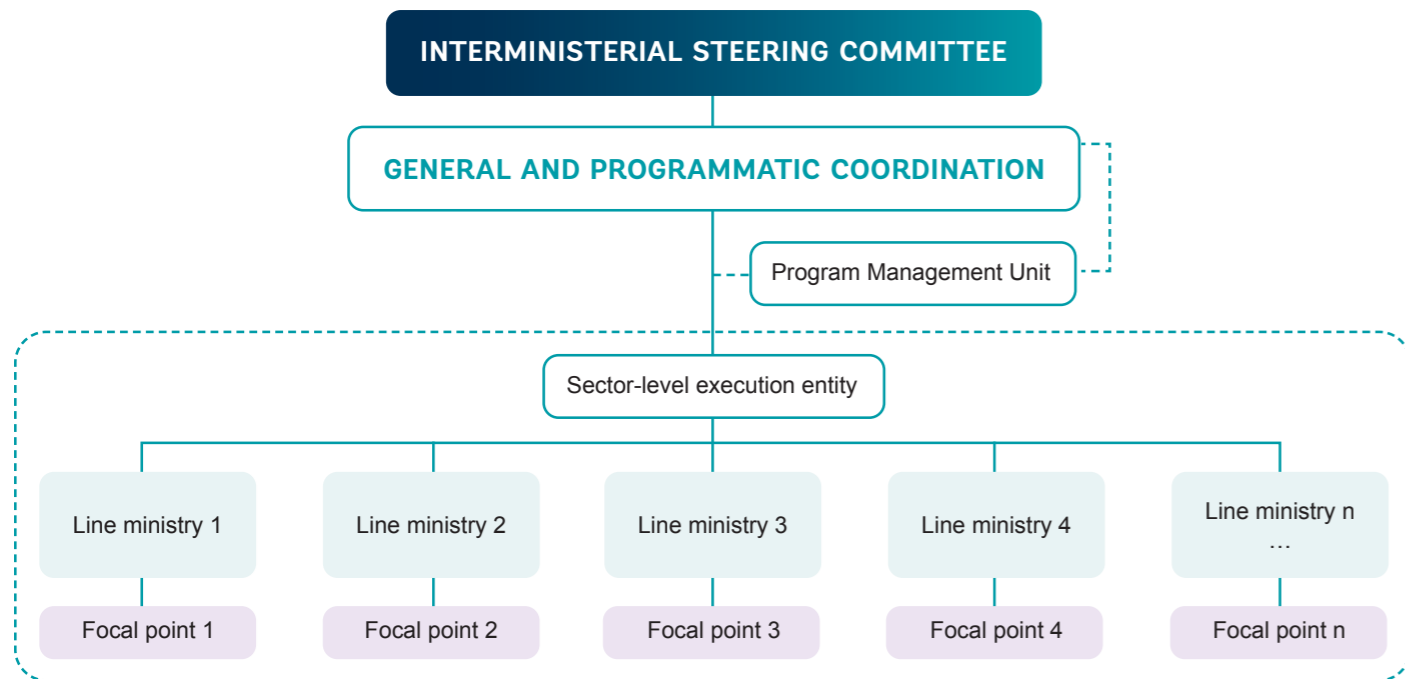 INTERMINISTERIAL STEERING COMMITTEE
GENERAL AND PROGRAMMATIC COORDINATION
Program Management Unit
Sector-level execution entity
Line ministry 1
Line ministry 2
Line ministry 3
Line ministry 4
Line ministry n
...
Focal point 1
Focal point 2
Focal point 3
Focal point 4
Focal point n